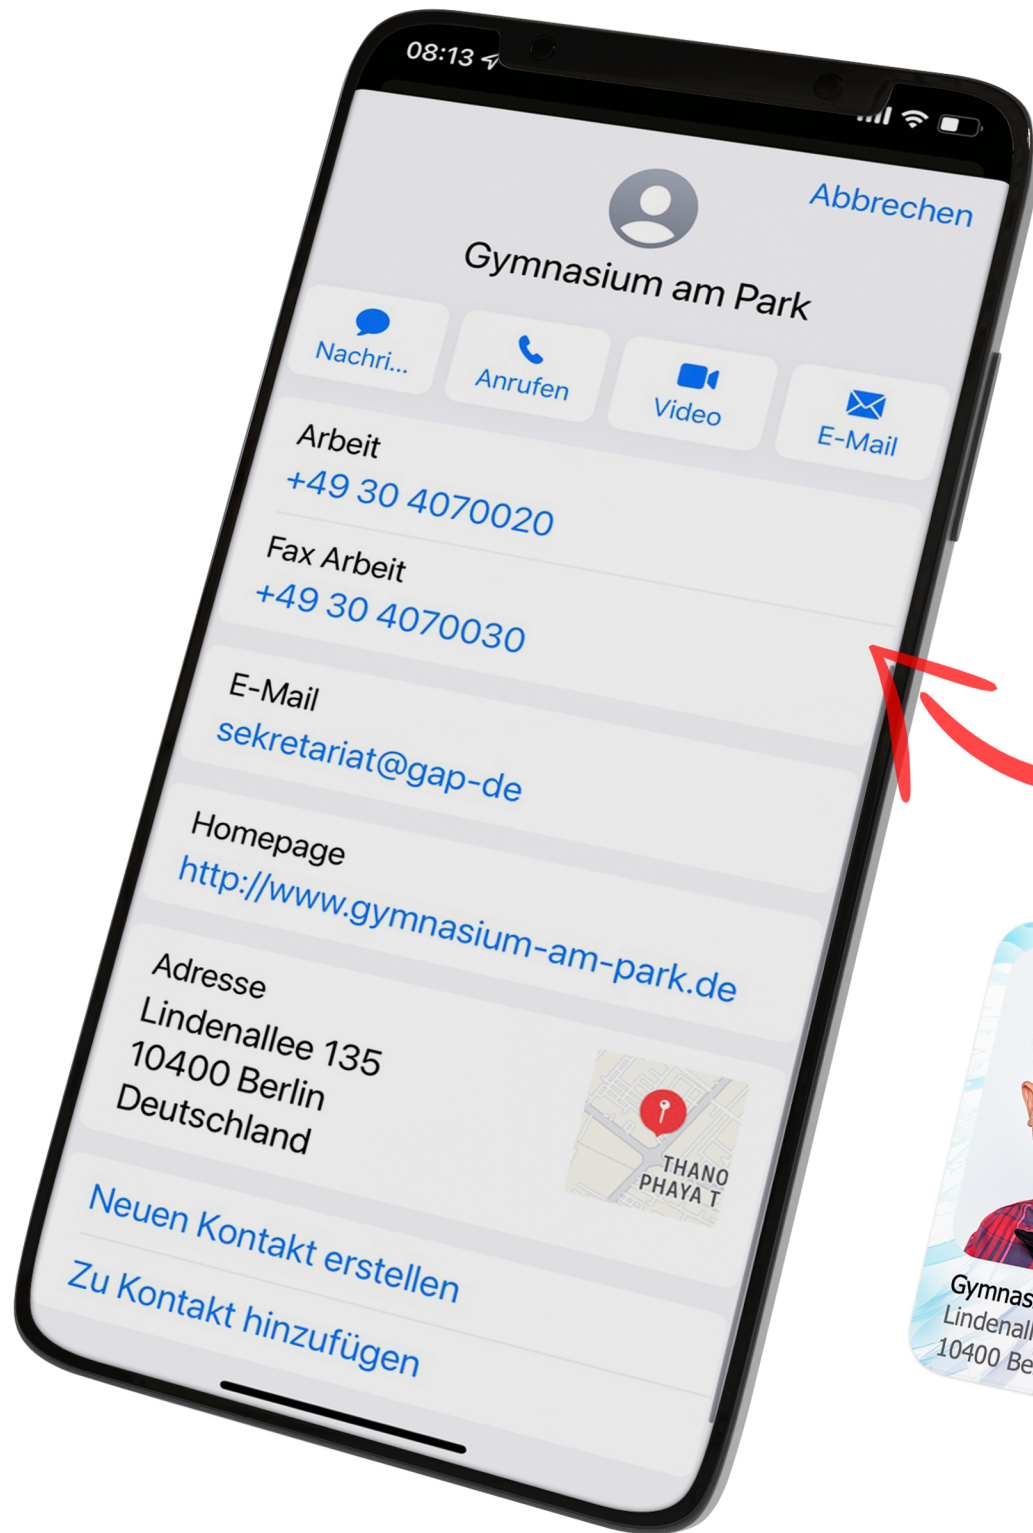 08:13
Abbrechen
Gymnasium am Park
Nachri...
Anrufen
Video
E-Mail
Arbeit
+49 30 4070020
Fax Arbeit
+49 30 4070030
E-Mail
sekretariat@gap-de
Homepage
http://www.gymnasium-am-park.de
Adresse
Lindenallee 135
10400 Berlin
Deutschland
THANO
PHAYA T
Neuen Kontakt erstellen
Zu Kontakt hinzufügen
Gymnas
Lindenall
10400 Be